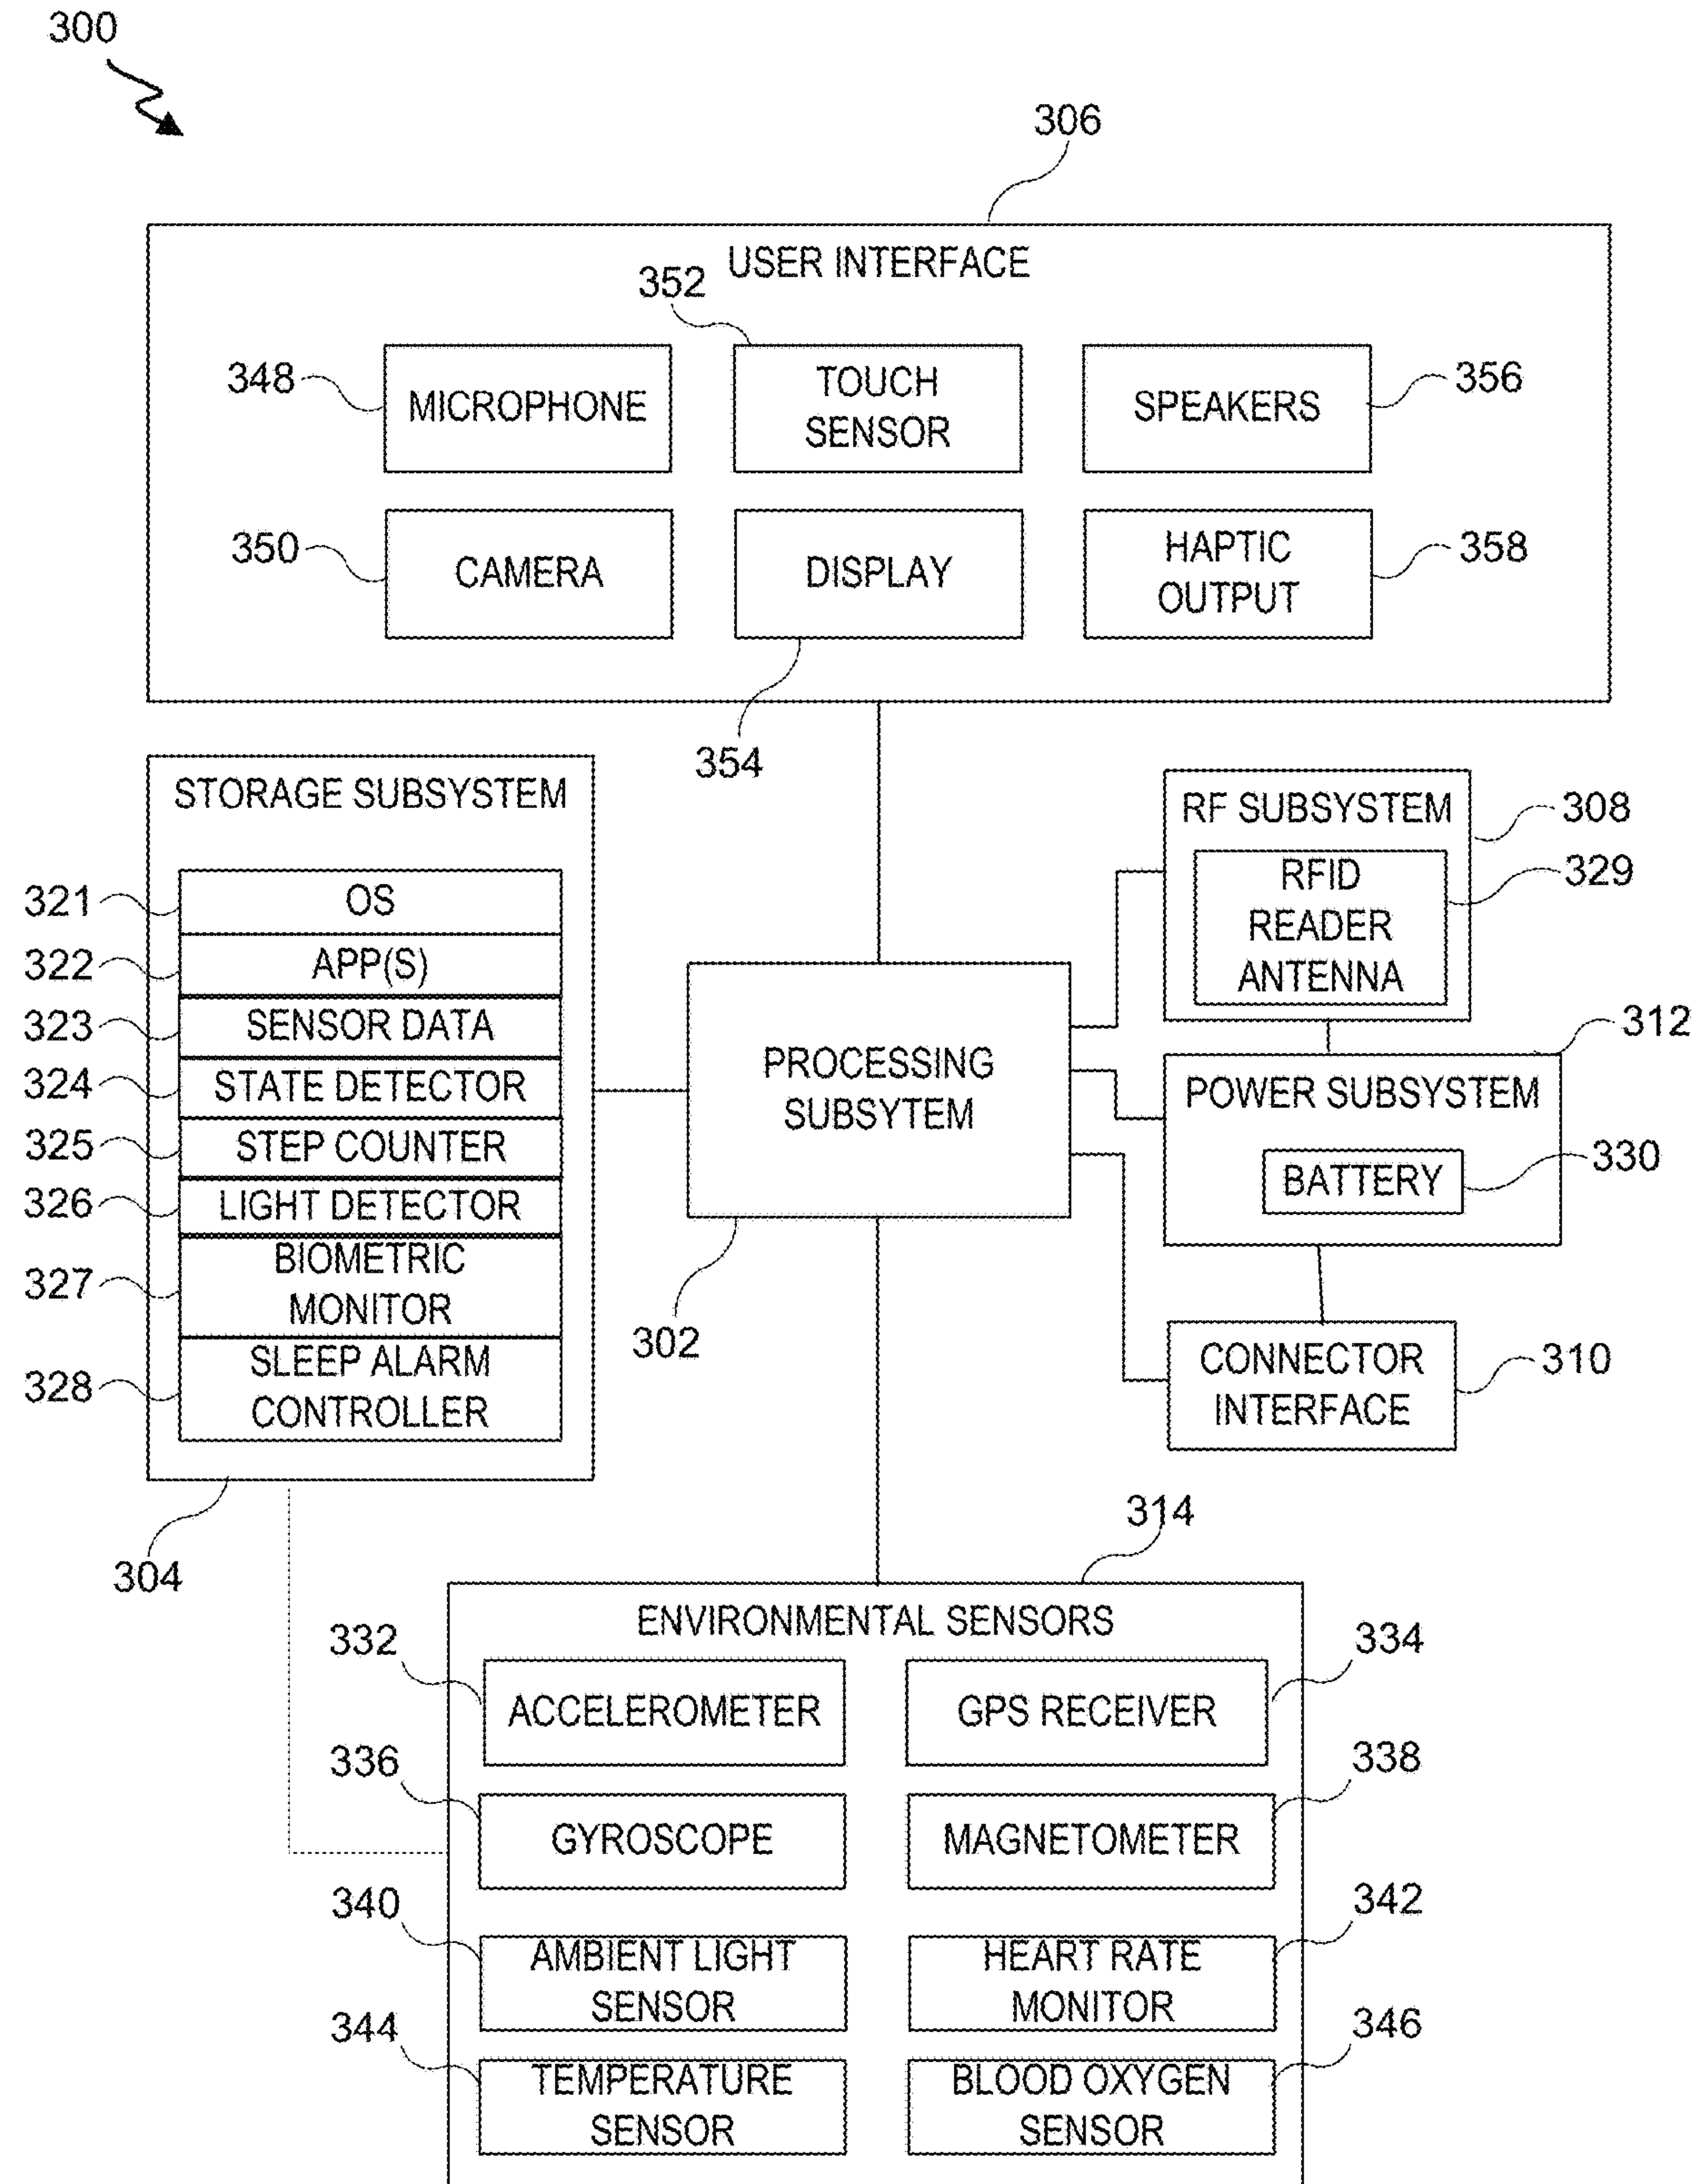 300
306
USER INTERFACE
352
348
MICROPHONE
TOUCH
SENSOR
SPEAKERS
356
350
CAMERA
DISPLAY
HAPTIC
OUTPUT
358
354
STORAGE SUBSYSTEM
321
OS
322
APP(S)
323
SENSOR DATA
324
STATE DETECTOR
325
STEP COUNTER
326
LIGHT DETECTOR
327
BIOMETRIC
MONITOR
328
SLEEP ALARM
CONTROLLER
304
PROCESSING
SUBSYTEM
302
RF SUBSYSTEM
308
RFID
READER
ANTENNA
329
312
POWER SUBSYSTEM
BATTERY
330
CONNECTOR
INTERFACE
310
314
ENVIRONMENTAL SENSORS
332
ACCELEROMETER
GPS RECEIVER
334
336
GYROSCOPE
MAGNETOMETER
338
340
AMBIENT LIGHT
SENSOR
HEART RATE
MONITOR
342
344
TEMPERATURE
SENSOR
BLOOD OXYGEN
SENSOR
346